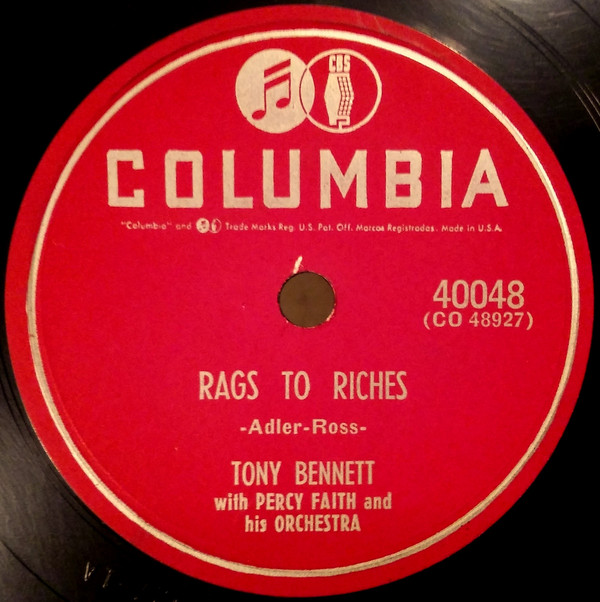 CBS
COLUMBIA
"Columbia" and Trade Marks Reg. U.S. Pat. Off. Marcas Registradas. Made in U.S.A.
40048
(CO 48927)
RAGS TO RICHES
-Adler-Ross-
TONY BENNETT
with PERCY FAITH and
his ORCHESTRA